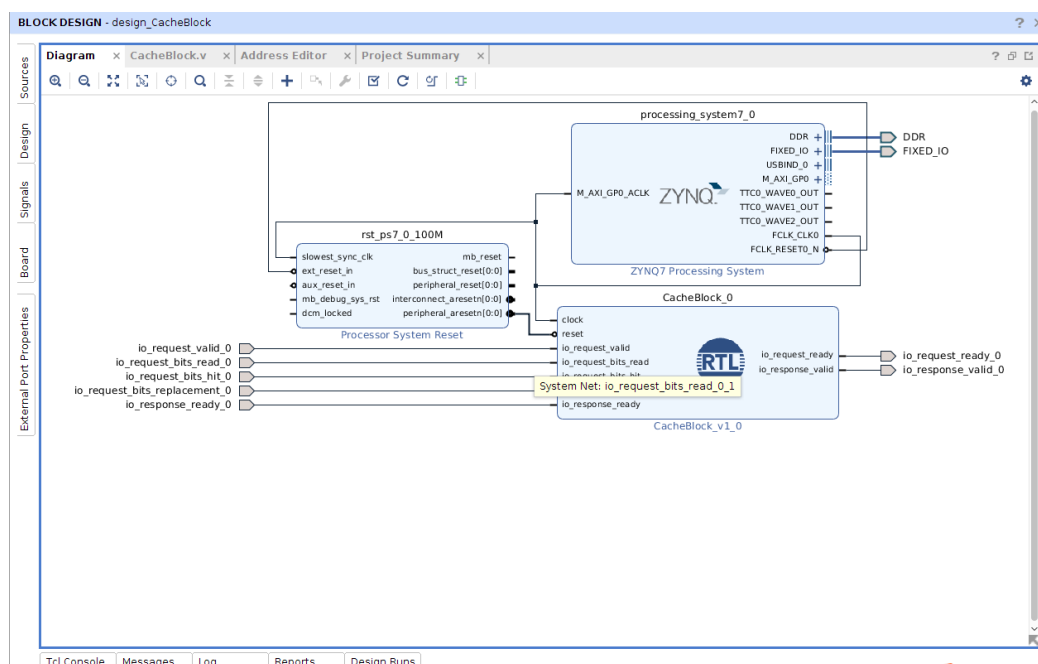 BLOCK DESIGN - design_CacheBlock ?
Diagram × CacheBlock.v × Address Editor × Project Summary × ?
Sources
Design
Signals
Board
External Port Properties
processing_system7_0
DDR
FIXED_IO
USBIND_0
M_AXI_GP0
TTC0_WAVE0_OUT
TTC0_WAVE1_OUT
TTC0_WAVE2_OUT
FCLK_CLK0
FCLK_RESET0_N
M_AXI_GP0_ACLK
ZYNQ
ZYNQ7 Processing System
DDR
FIXED_IO
rst_ps7_0_100M
slowest_sync_clk
ext_reset_in
aux_reset_in
mb_debug_sys_rst
dcm_locked
mb_reset
bus_struct_reset[0:0]
peripheral_reset[0:0]
interconnect_aresetn[0:0]
peripheral_aresetn[0:0]
Processor System Reset
io_request_valid_0
io_request_bits_read_0
io_request_bits_hit_0
io_request_bits_replacement_0
io_response_ready_0
CacheBlock_0
clock
reset
io_request_valid
io_request_bits_read
io_request_bits_hit
System Net: io_request_bits_read_0_1
io_response_ready
RTL
io_request_ready
io_response_valid
CacheBlock_v1_0
io_request_ready_0
io_response_valid_0
Tcl Console Messages Log Reports Design Runs